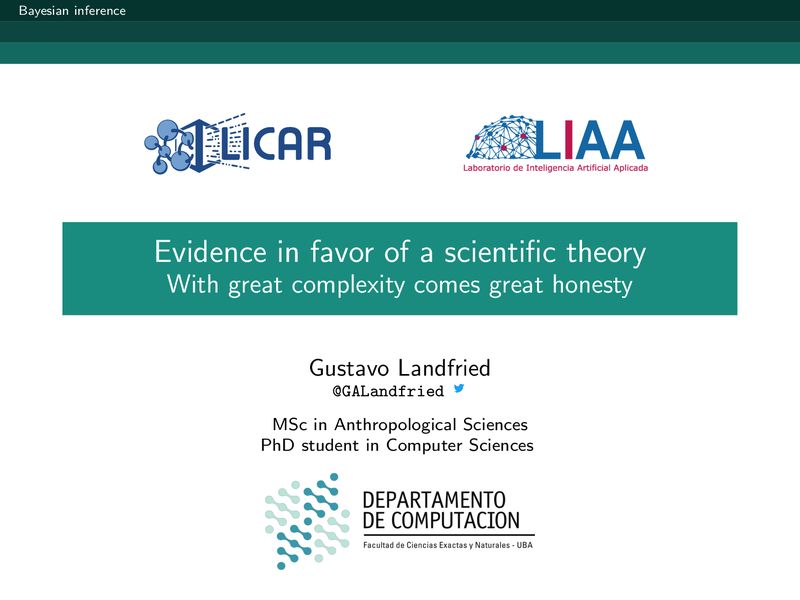 Bayesian inference
LICAR
LIAA
Laboratorio de Inteligencia Artificial Aplicada
Evidence in favor of a scientific theory
With great complexity comes great honesty
Gustavo Landfried
@GALandfried
MSc in Anthropological Sciences
PhD student in Computer Sciences
DEPARTAMENTO
DE COMPUTACION
Facultad de Ciencias Exactas y Naturales - UBA